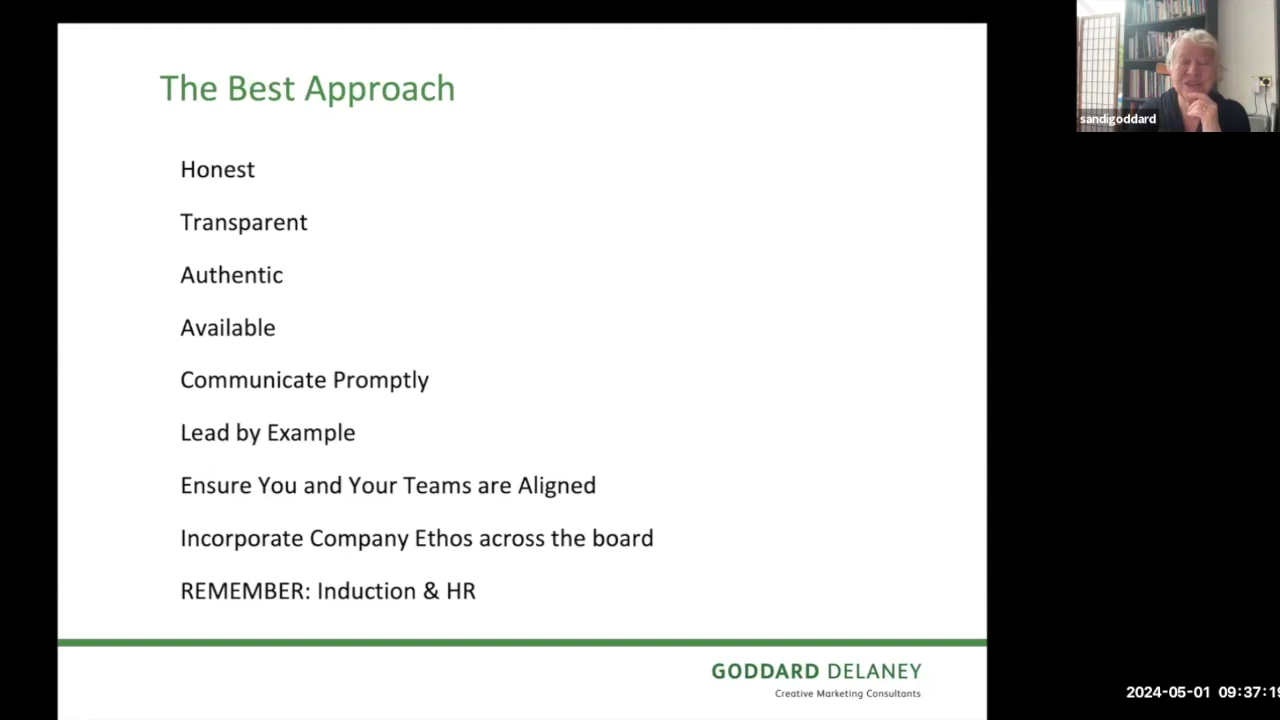 The Best Approach
sandigoddard
Honest
Transparent
Authentic
Available
Communicate Promptly
Lead by Example
Ensure You and Your Teams are Aligned
Incorporate Company Ethos across the board
REMEMBER: Induction & HR
GODDARD DELANEY
Creative Marketing Consultants
2024-05-01 09:37:19